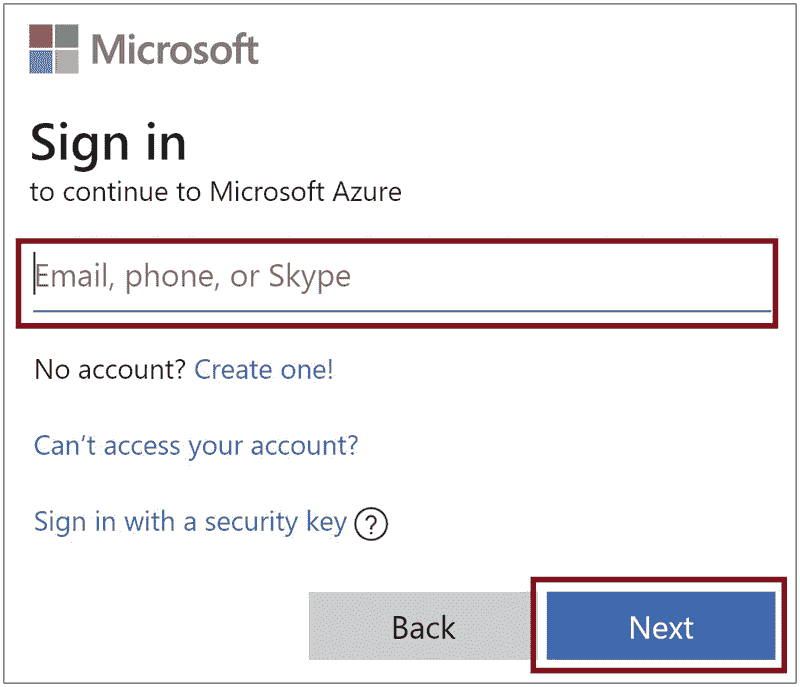 Microsoft
Sign in
to continue to Microsoft Azure
Email, phone, or Skype
No account? Create one!
Can't access your account?
Sign in with a security key ?
Back
Next